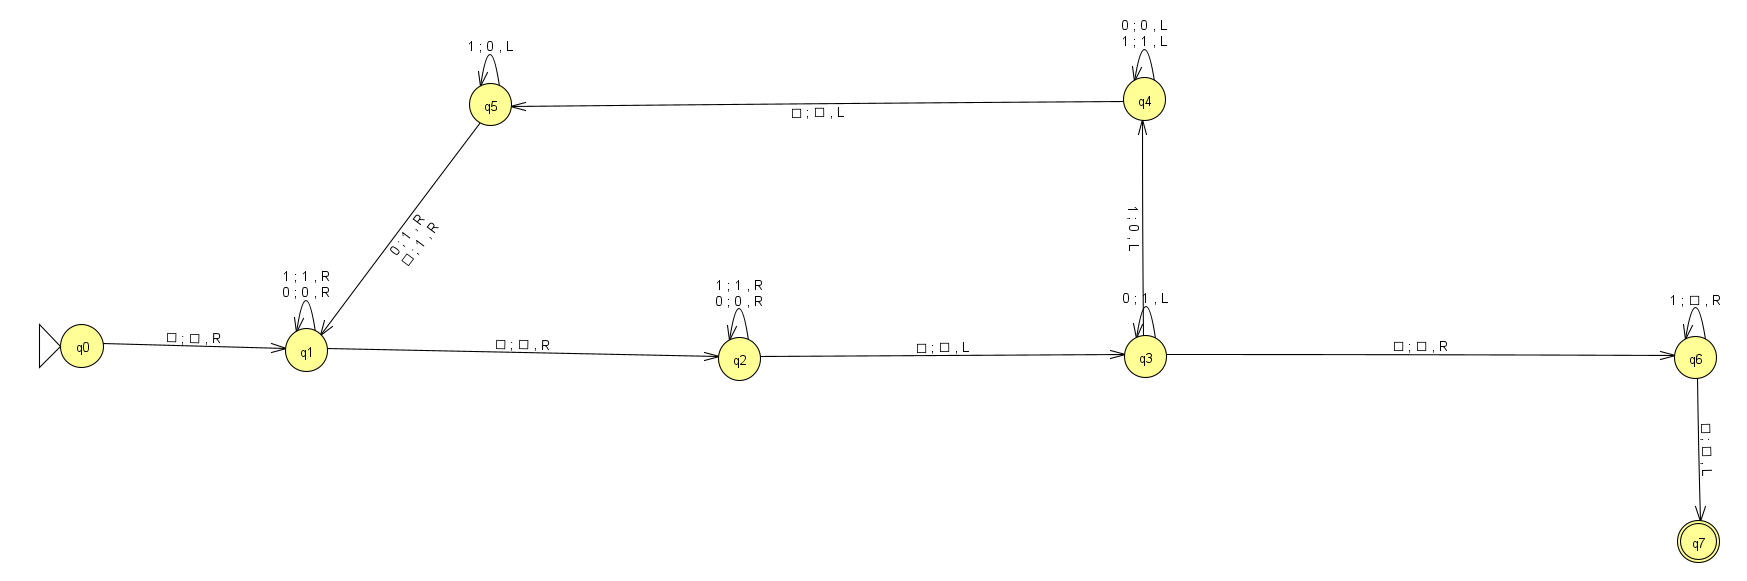 0 ; 0 , L
1 ; 1 , L
1 ; 0 , L
q5
q4
□ ; □ , L
0 ; 1 , R
□ ; 1 , R
1 ; 0 , L
1 ; 1 , R
0 ; 0 , R
1 ; 1 , R
0 ; 0 , R
0 ; 1 , L
1 ; □ , R
q0
□ ; □ , R
q1
□ ; □ , R
q2
□ ; □ , L
q3
□ ; □ , R
q6
□ ; □ , L
q7